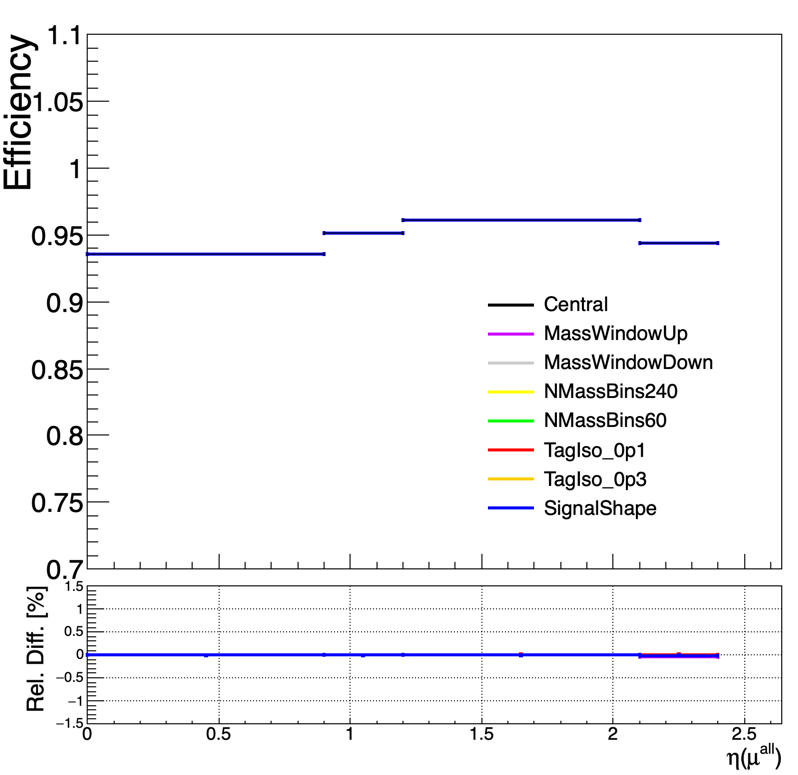 Efficiency
1.1
1.05
1
0.95
0.9
0.85
0.8
0.75
0.7
Central
MassWindowUp
MassWindowDown
NMassBins240
NMassBins60
TagIso_0p1
TagIso_0p3
SignalShape
Rel. Diff. [%]
1.5
1
0.5
0
−0.5
−1
−1.5
0 0.5 1 1.5 2 2.5
η(μ^all)